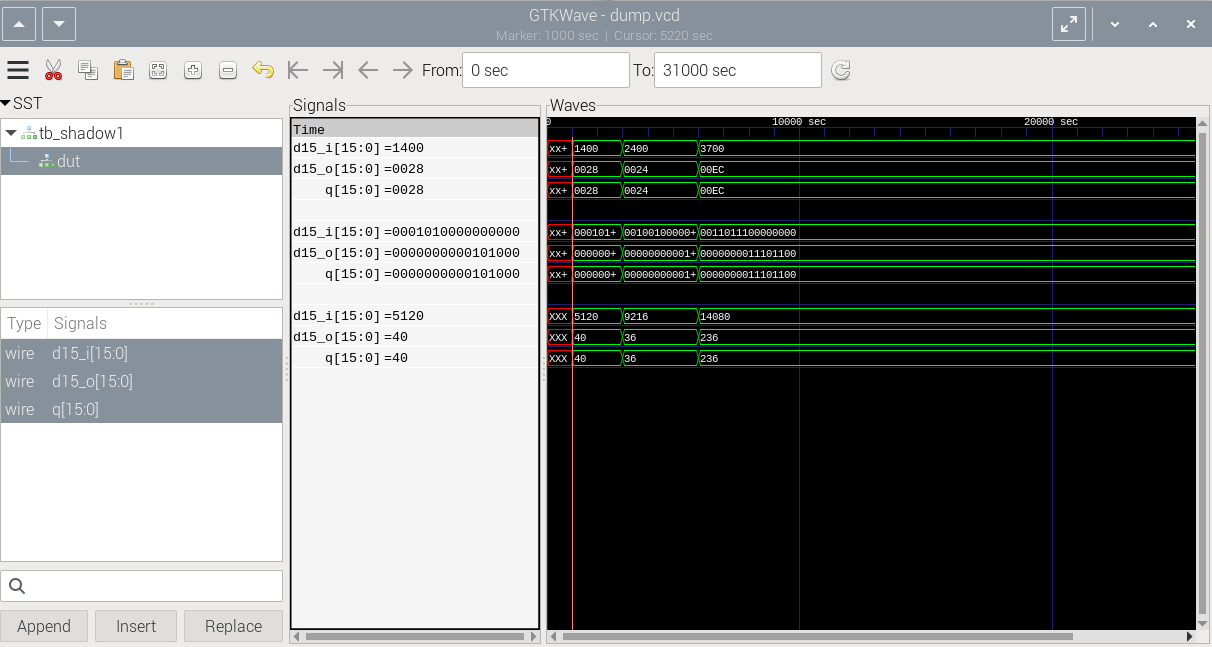 GTKWave - dump.vcd
Marker: 1000 sec | Cursor: 5220 sec
From: 0 sec To: 31000 sec
SST
tb_shadow1
dut
Type Signals
wire d15_i[15:0]
wire d15_o[15:0]
wire q[15:0]
Append Insert Replace
Signals
Time
d15_i[15:0] =1400
d15_o[15:0] =0028
q[15:0] =0028
d15_i[15:0] =0001010000000000
d15_o[15:0] =0000000000101000
q[15:0] =0000000000101000
d15_i[15:0] =5120
d15_o[15:0] =40
q[15:0] =40
Waves
0 10000 sec 20000 sec
xx+ 1400 2400 3700
xx+ 0028 0024 00EC
xx+ 0028 0024 00EC
xx+ 000101+ 00100100000+ 0011011100000000
xx+ 000000+ 00000000001+ 0000000011101100
xx+ 000000+ 00000000001+ 0000000011101100
XXX 5120 9216 14080
XXX 40 36 236
XXX 40 36 236